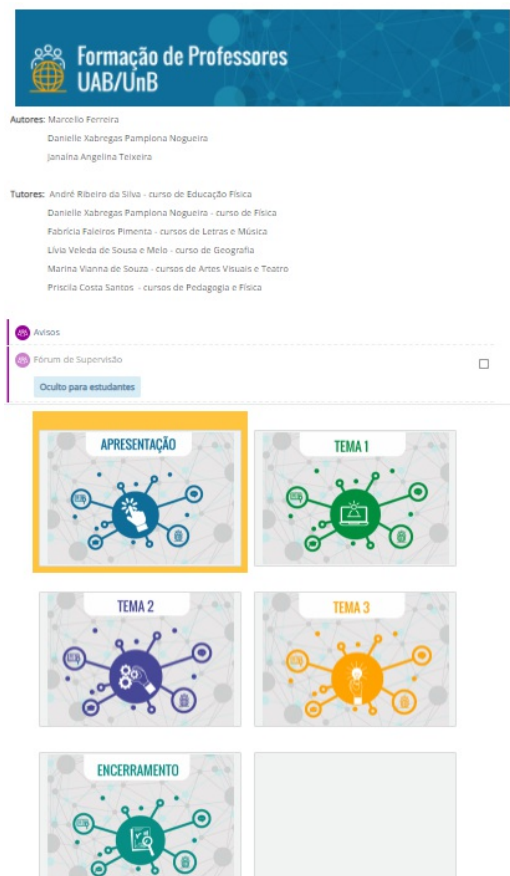 Formação de Professores
UAB/UnB
Autores: Marcello Ferreira
Danielle Xabregas Pamplona Nogueira
Janaína Angelina Teixeira
Tutores: André Ribeiro da Silva - curso de Educação Física
Danielle Xabregas Pamplona Nogueira - curso de Física
Fabrícia Faleiros Pimenta - cursos de Letras e Música
Lívia Veleda de Sousa e Melo - curso de Geografia
Marina Vianna de Souza - cursos de Artes Visuais e Teatro
Priscila Costa Santos - cursos de Pedagogia e Física
Avisos
Fórum de Supervisão
Oculto para estudantes
APRESENTAÇÃO
TEMA 1
TEMA 2
TEMA 3
ENCERRAMENTO